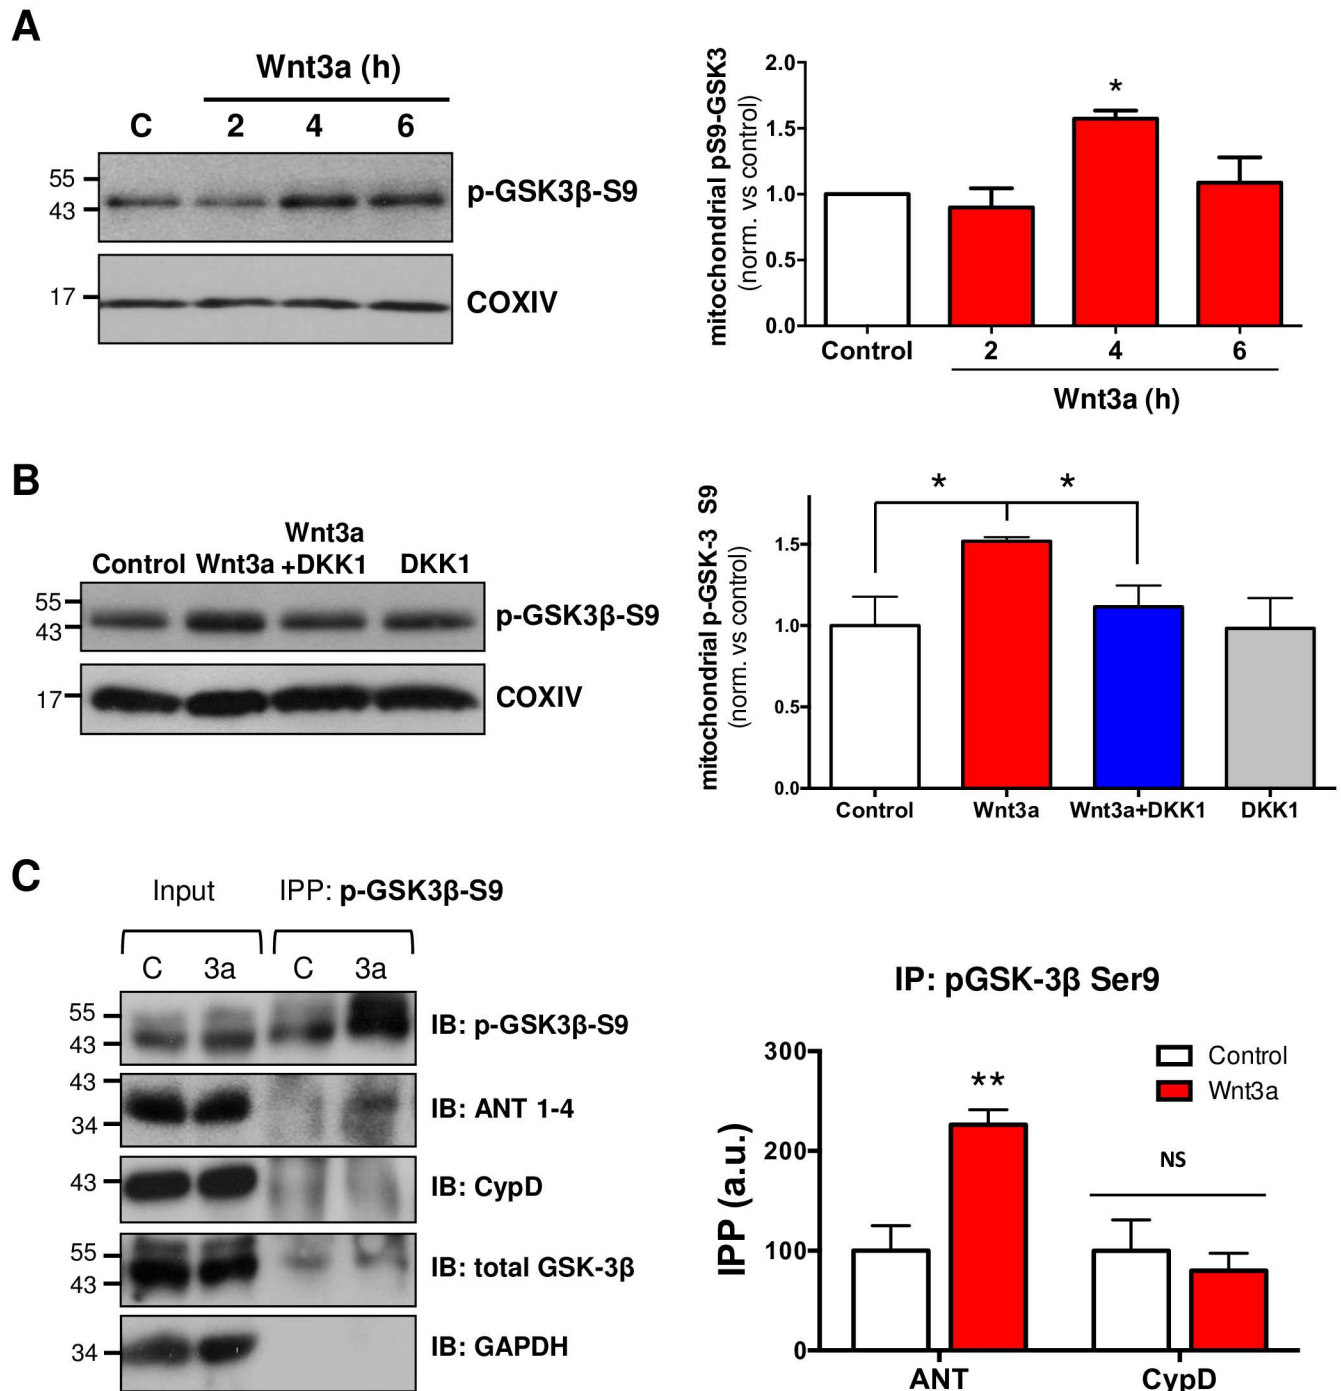 A
Wnt3a (h)
C 2 4 6
55
43
p-GSK3β-S9
17
COXIV
mitochondrial pS9-GSK3
(norm. vs control)
2.0
1.5
1.0
0.5
0.0
*
Control 2 4 6
Wnt3a (h)
B
Control Wnt3a Wnt3a
+DKK1 DKK1
55
43
p-GSK3β-S9
17
COXIV
mitochondrial p-GSK-3 S9
(norm. vs control)
1.5
1.0
0.5
0.0
* *
Control Wnt3a Wnt3a+DKK1 DKK1
C
Input IPP: p-GSK3β-S9
C 3a C 3a
55
43
IB: p-GSK3β-S9
43
34
IB: ANT 1-4
43
IB: CypD
55
43
IB: total GSK-3β
34
IB: GAPDH
IP: pGSK-3β Ser9
IPP (a.u.)
300
200
100
0
Control
Wnt3a
**
NS
ANT CypD